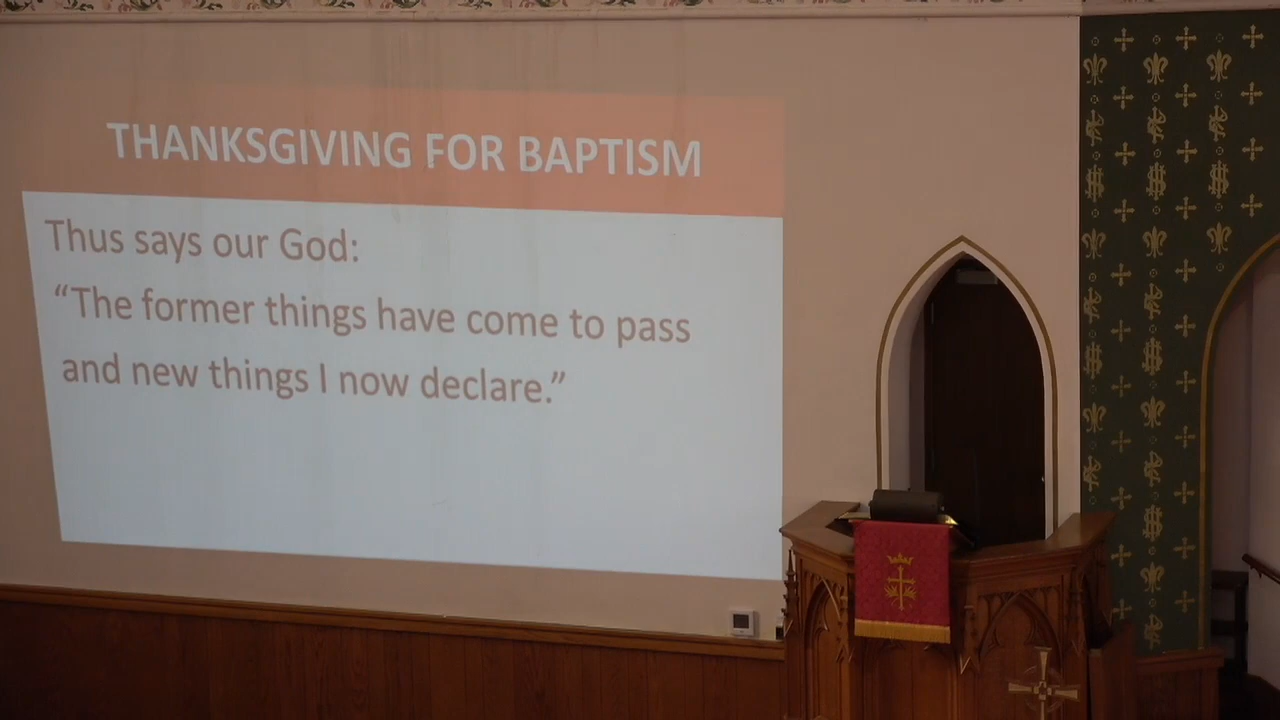 THANKSGIVING FOR BAPTISM
Thus says our God:
“The former things have come to pass
and new things I now declare.”